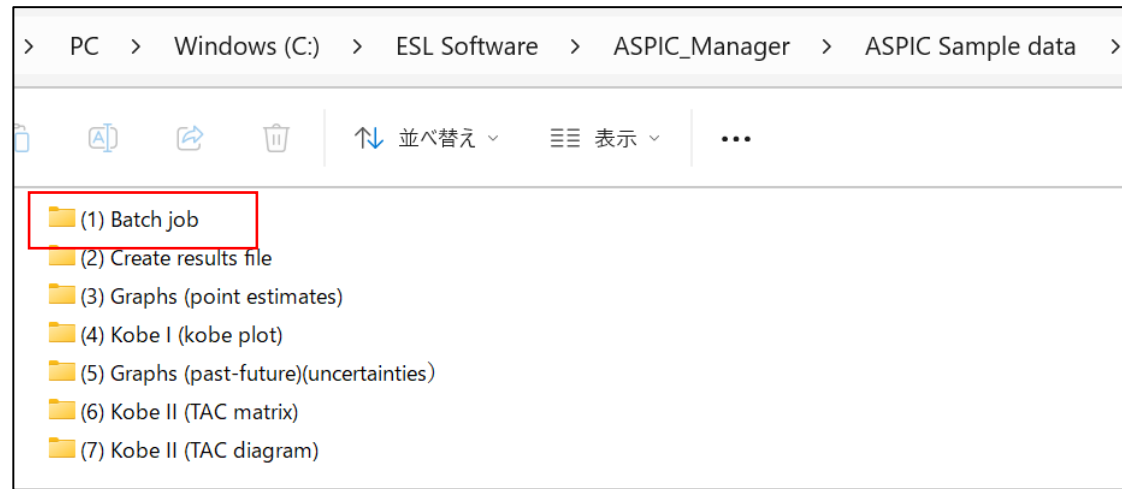 > PC > Windows (C:) > ESL Software > ASPIC_Manager > ASPIC Sample data >
並べ替え 表示 •••
(1) Batch job
(2) Create results file
(3) Graphs (point estimates)
(4) Kobe I (kobe plot)
(5) Graphs (past-future)(uncertainties）
(6) Kobe II (TAC matrix)
(7) Kobe II (TAC diagram)